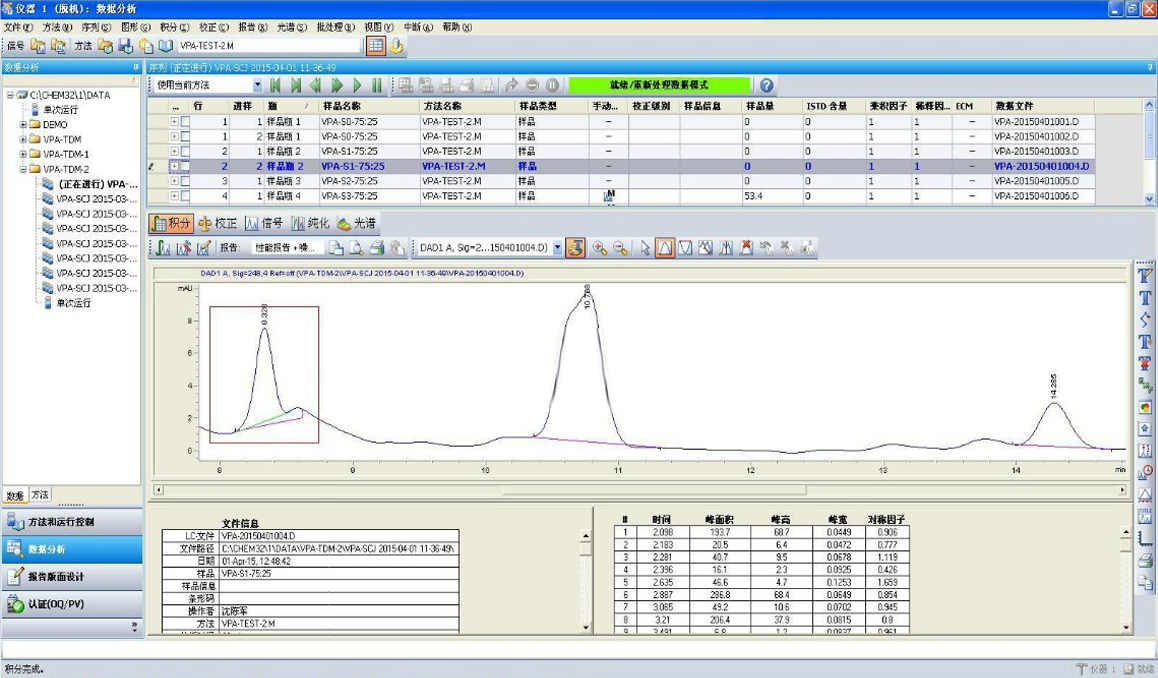 仪器 1 (脱机): 数据分析
文件(F) 方法(M) 序列(S) 图形(G) 积分(I) 校正(C) 报告(R) 光谱(S) 批处理(B) 视图(V) 中断(A) 帮助(H)
信号 方法 VPA-TEST-2.M
数据分析
C:\CHEM32\1\DATA
单次运行
DEMO
VPA-TDM
VPA-TDM-1
VPA-TDM-2
(正在进行) VPA-...
VPA-SCJ 2015-03-...
VPA-SCJ 2015-03-...
VPA-SCJ 2015-03-...
VPA-SCJ 2015-03-...
VPA-SCJ 2015-03-...
VPA-SCJ 2015-03-...
VPA-SCJ 2015-03-...
单次运行
数据 方法
方法和运行控制
数据分析
报告版面设计
认证(OQ/PV)
序列 (正在进行) VPA-SCJ 2015-04-01 11-36-49
使用当前方法 就绪/重新处理数据模式
... 行 进样 瓶 样品名称 方法名称 样品类型 手动... 校正级别 样品信息 样品量 ISTD 含量 乘积因子 稀释因... ECM 数据文件
1 1 样品瓶 1 VPA-S0-75:25 VPA-TEST-2.M 样品 - 0 0 1 1 - VPA-20150401001.D
1 2 样品瓶 1 VPA-S0-75:25 VPA-TEST-2.M 样品 - 0 0 1 1 - VPA-20150401002.D
2 1 样品瓶 2 VPA-S1-75:25 VPA-TEST-2.M 样品 - 0 0 1 1 - VPA-20150401003.D
2 2 样品瓶 2 VPA-S1-75:25 VPA-TEST-2.M 样品 - 0 0 1 1 - VPA-20150401004.D
3 1 样品瓶 3 VPA-S2-75:25 VPA-TEST-2.M 样品 - 0 0 1 1 - VPA-20150401005.D
4 1 样品瓶 4 VPA-S3-75:25 VPA-TEST-2.M 样品 M 53.4 0 1 1 - VPA-20150401006.D
积分 校正 信号 纯化 光谱
报告: 性能报告 +噪... DAD1 A, Sig=2...150401004.D)
DAD1 A, Sig=248,4 Ref=off (VPA-TDM-2\VPA-SCJ 2015-04-01 11-36-49\VPA-20150401004.D)
mAU
8
6
4
2
0
8.328
14.285
8 9 10 11 12 13 14 min
文件信息
LC-文件 VPA-20150401004.D
文件路径 C:\CHEM32\1\DATA\VPA-TDM-2\VPA-SCJ 2015-04-01 11-36-49\
日期 01-Apr-15, 12:48:42
样品 VPA-S1-75:25
样品信息
条形码
操作者 沈陈军
方法 VPA-TEST-2.M
# 时间 峰面积 峰高 峰宽 对称因子
1 2.098 193.7 68.7 0.0449 0.906
2 2.183 20.5 6.4 0.0472 0.777
3 2.281 40.7 9.5 0.0678 1.119
4 2.396 16.1 2.3 0.0925 0.426
5 2.635 46.6 4.7 0.1253 1.659
6 2.887 286.8 68.4 0.0649 0.854
7 3.065 49.2 10.6 0.0702 0.945
8 3.21 206.4 37.9 0.0815 0.8
9 3.491 6.8 1.2 0.0837 0.961
积分完成。
仪器 1 就绪